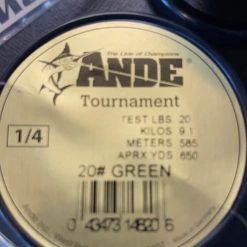 The Line of Champions
ANDE
Tournament
1/4
TEST LBS 20
KILOS 9.1
METERS 585
APRX YDS 650
20# GREEN
0 43473 14820 6